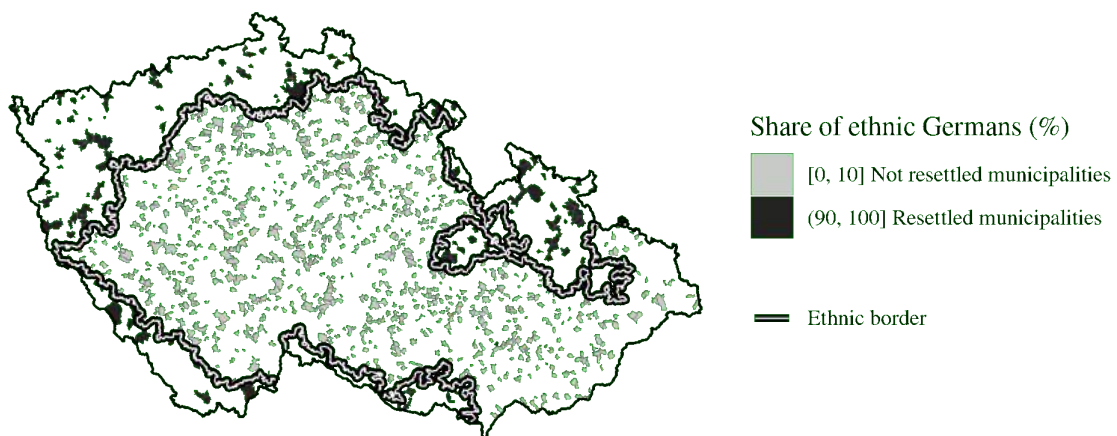 Share of ethnic Germans (%)
[0, 10] Not resettled municipalities
(90, 100] Resettled municipalities
Ethnic border